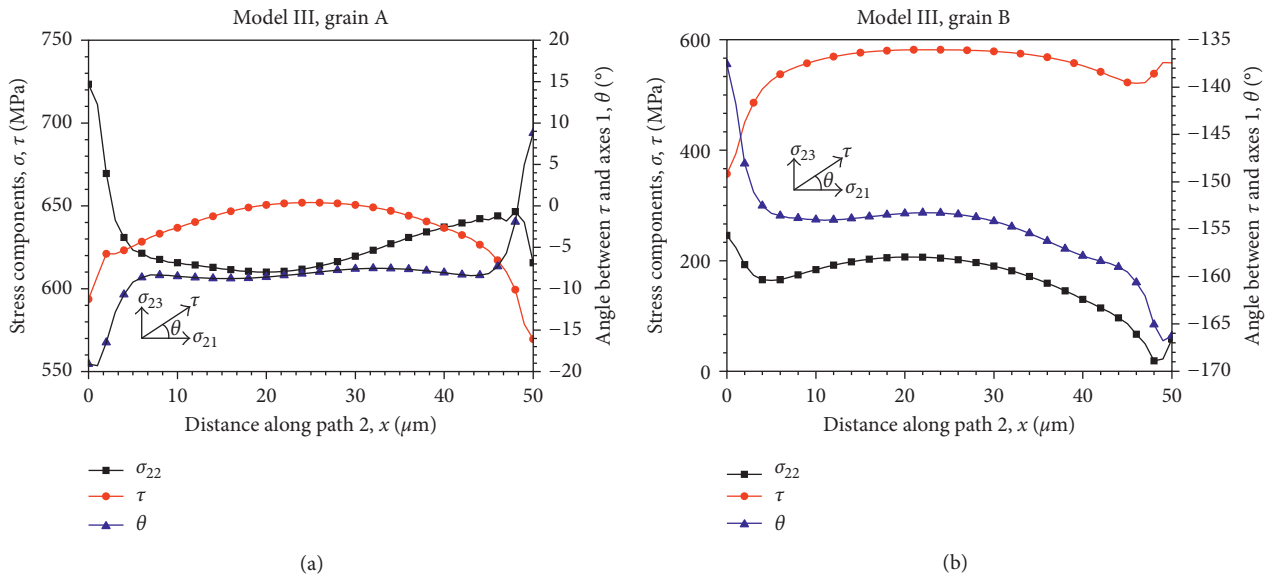 Model III, grain A
Stress components, σ, τ (MPa)
750
700
650
600
550
20
15
10
5
0
−5
−10
−15
−20
Angle between τ and axes 1, θ (°)
σ23
τ
θ
σ21
0
10
20
30
40
50
Distance along path 2, x (μm)
σ22
τ
θ
(a)
Model III, grain B
Stress components, σ, τ (MPa)
600
400
200
0
−135
−140
−145
−150
−155
−160
−165
−170
Angle between τ and axes 1, θ (°)
σ23
τ
θ
σ21
0
10
20
30
40
50
Distance along path 2, x (μm)
σ22
τ
θ
(b)